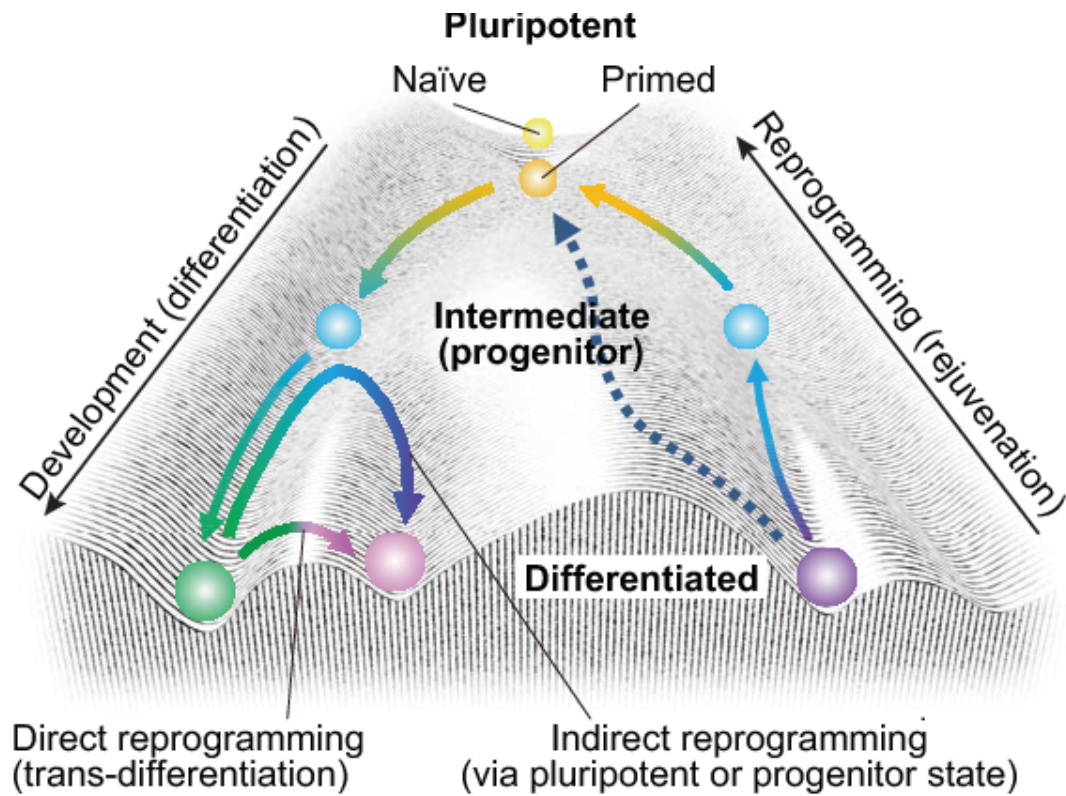 Pluripotent
Naïve
Primed
Development (differentiation)
Reprogramming (rejuvenation)
Intermediate
(progenitor)
Differentiated
Direct reprogramming
(trans-differentiation)
Indirect reprogramming
(via pluripotent or progenitor state)